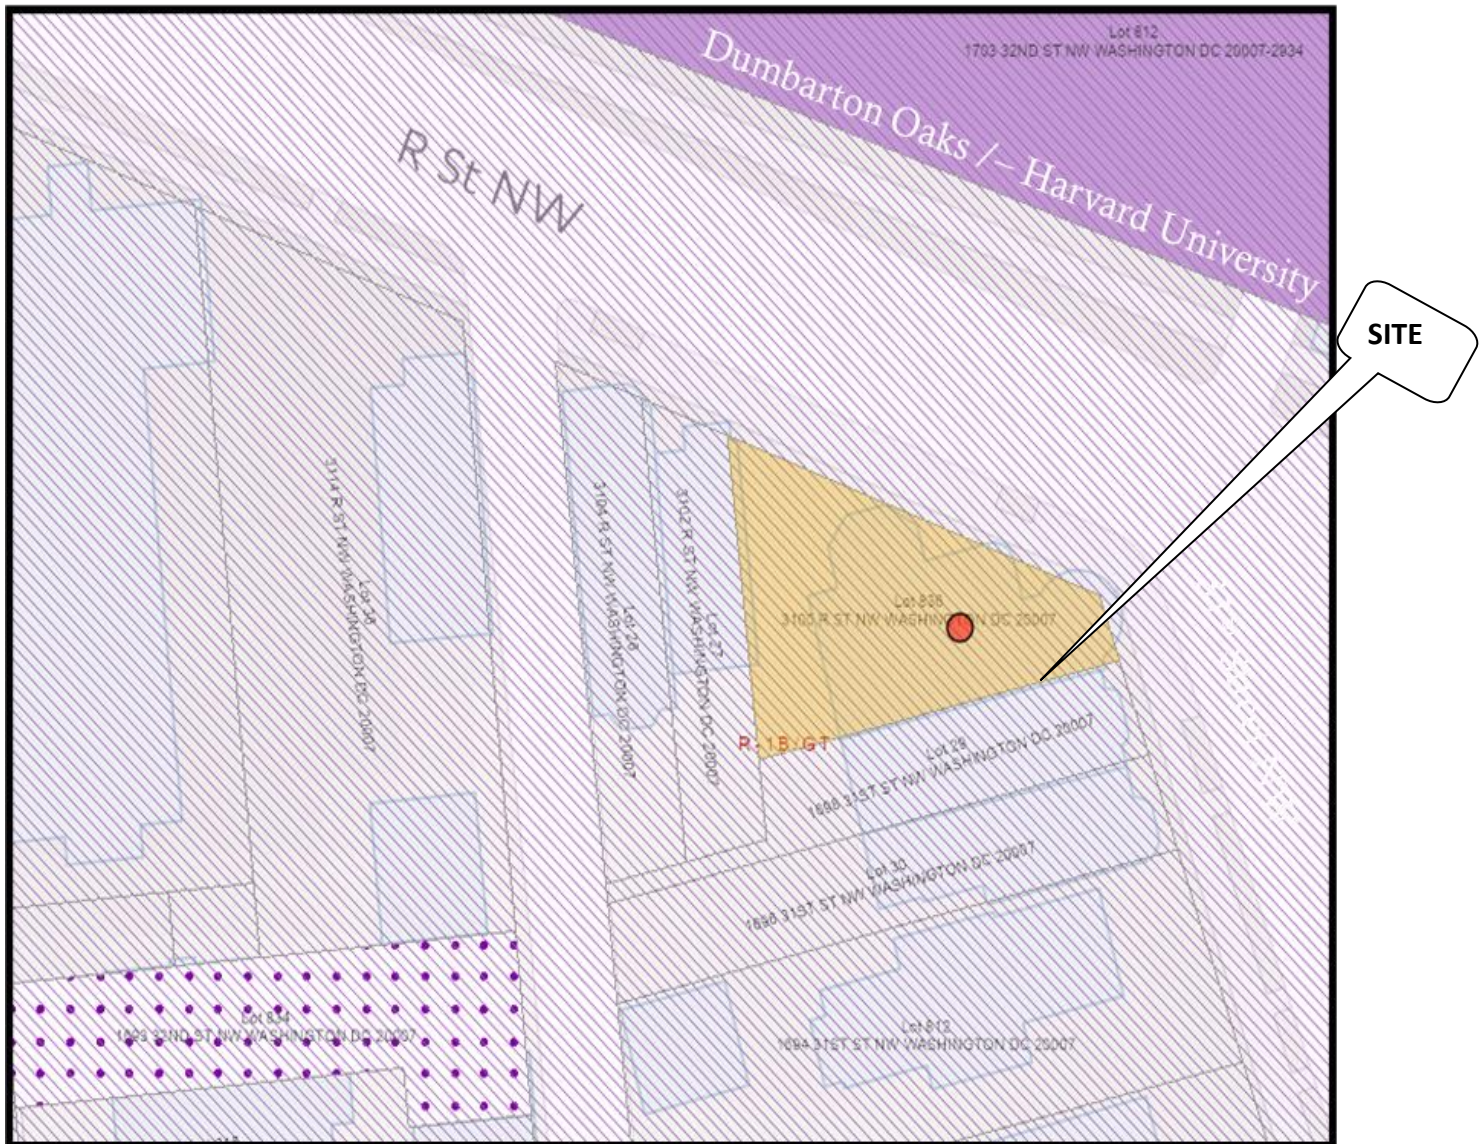 Lot 812
1703 32ND ST NW WASHINGTON DC 20007-2934
Dumbarton Oaks /– Harvard University
R St NW
SITE
Lot 36
3114 R ST NW WASHINGTON DC 20007
Lot 28
3104 R ST NW WASHINGTON DC 20007
Lot 27
3102 R ST NW WASHINGTON DC 20007
Lot 836
3100 R ST NW WASHINGTON DC 20007
R-1B/GT
Lot 29
1698 31ST ST NW WASHINGTON DC 20007
Lot 30
1696 31ST ST NW WASHINGTON DC 20007
Lot 834
1693 32ND ST NW WASHINGTON DC 20007
Lot 812
1694 31ST ST NW WASHINGTON DC 20007